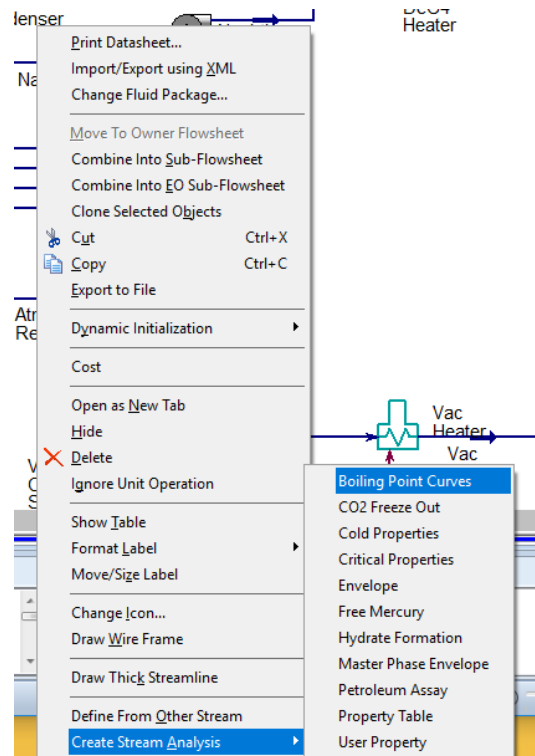 denser
Heater
Na
Print Datasheet...
Import/Export using XML
Change Fluid Package...
Move To Owner Flowsheet
Combine Into Sub-Flowsheet
Combine Into EO Sub-Flowsheet
Clone Selected Objects
Cut Ctrl+X
Copy Ctrl+C
Export to File
Atr
Re
Dynamic Initialization
Cost
Open as New Tab
Hide
Delete
Ignore Unit Operation
Vac
Heater
Vac
V
C
S
Show Table
Format Label
Move/Size Label
Change Icon...
Draw Wire Frame
Draw Thick Streamline
Define From Other Stream
Create Stream Analysis
Boiling Point Curves
CO2 Freeze Out
Cold Properties
Critical Properties
Envelope
Free Mercury
Hydrate Formation
Master Phase Envelope
Petroleum Assay
Property Table
User Property